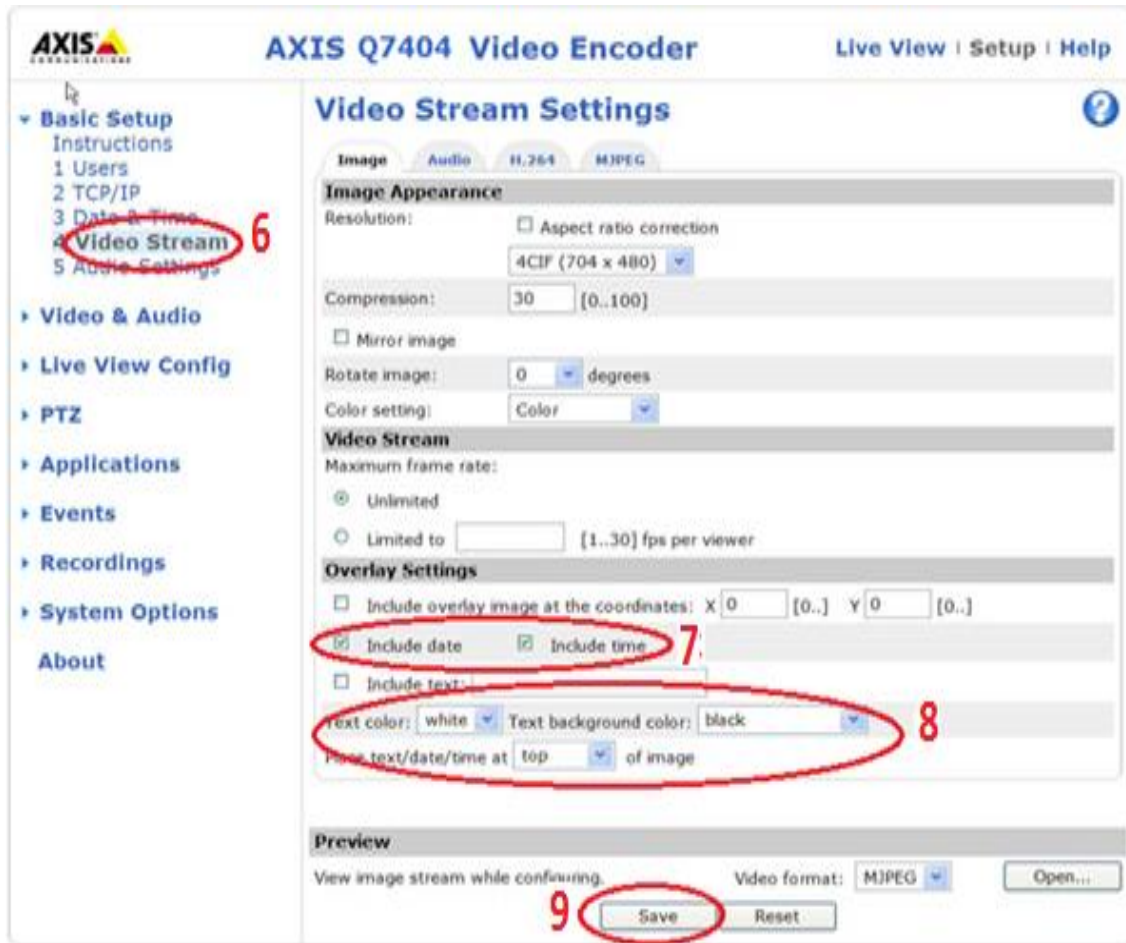 AXIS
COMMUNICATIONS
AXIS Q7404 Video Encoder
Live View | Setup | Help
Basic Setup
Instructions
1 Users
2 TCP/IP
3 Date & Time
4 Video Stream
6
5 Audio Settings
Video & Audio
Live View Config
PTZ
Applications
Events
Recordings
System Options
About
Video Stream Settings
?
Image Audio H.264 MJPEG
Image Appearance
Resolution:
Aspect ratio correction
4CIF (704 x 480)
Compression: 30 [0..100]
Mirror image
Rotate image: 0 degrees
Color setting: Color
Video Stream
Maximum frame rate:
Unlimited
Limited to [1..30] fps per viewer
Overlay Settings
Include overlay image at the coordinates: X 0 [0..] Y 0 [0..]
Include date Include time 7
Include text:
Text color: white Text background color: black
8
Place text/date/time at top of image
Preview
View image stream while configuring. Video format: MJPEG Open...
9 Save Reset